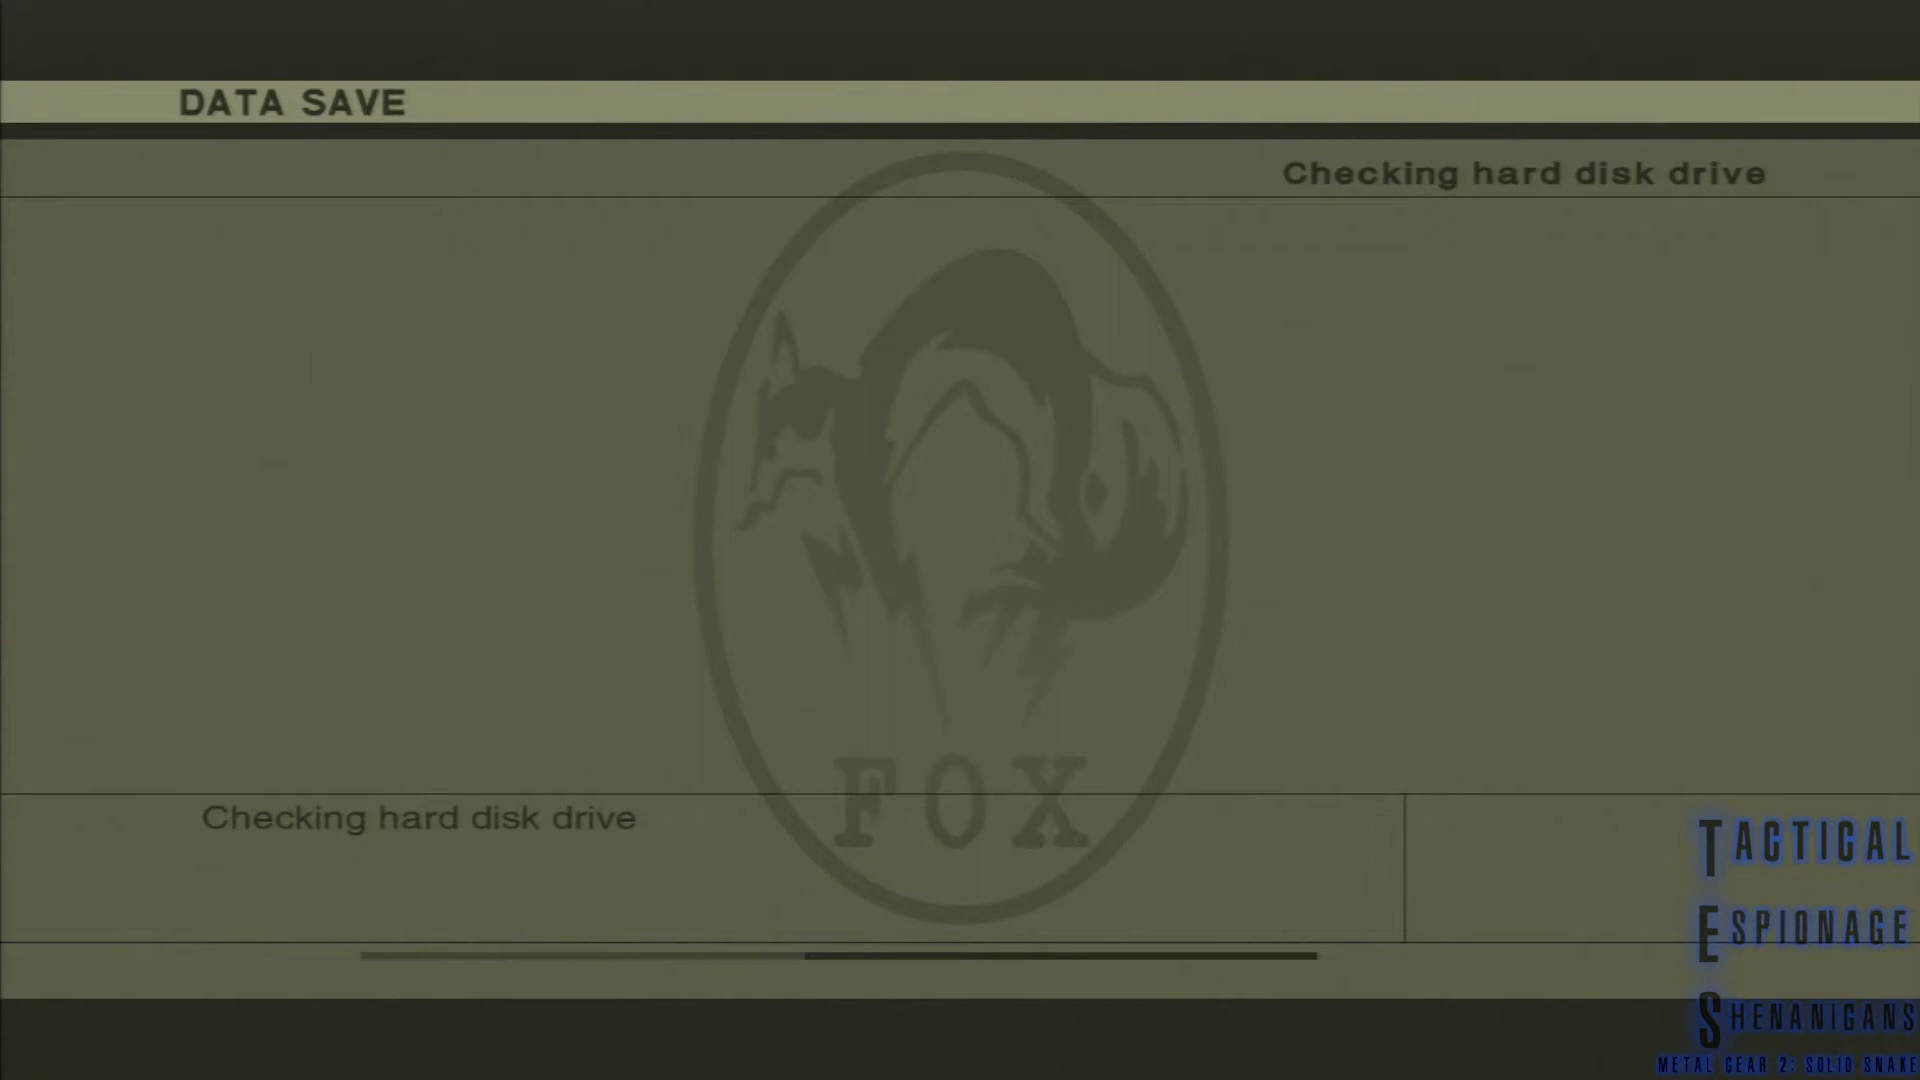 DATA SAVE
Checking hard disk drive
FOX
Checking hard disk drive
TACTICAL
ESPIONAGE
SHENANIGANS
METAL GEAR 2: SOLID SNAKE